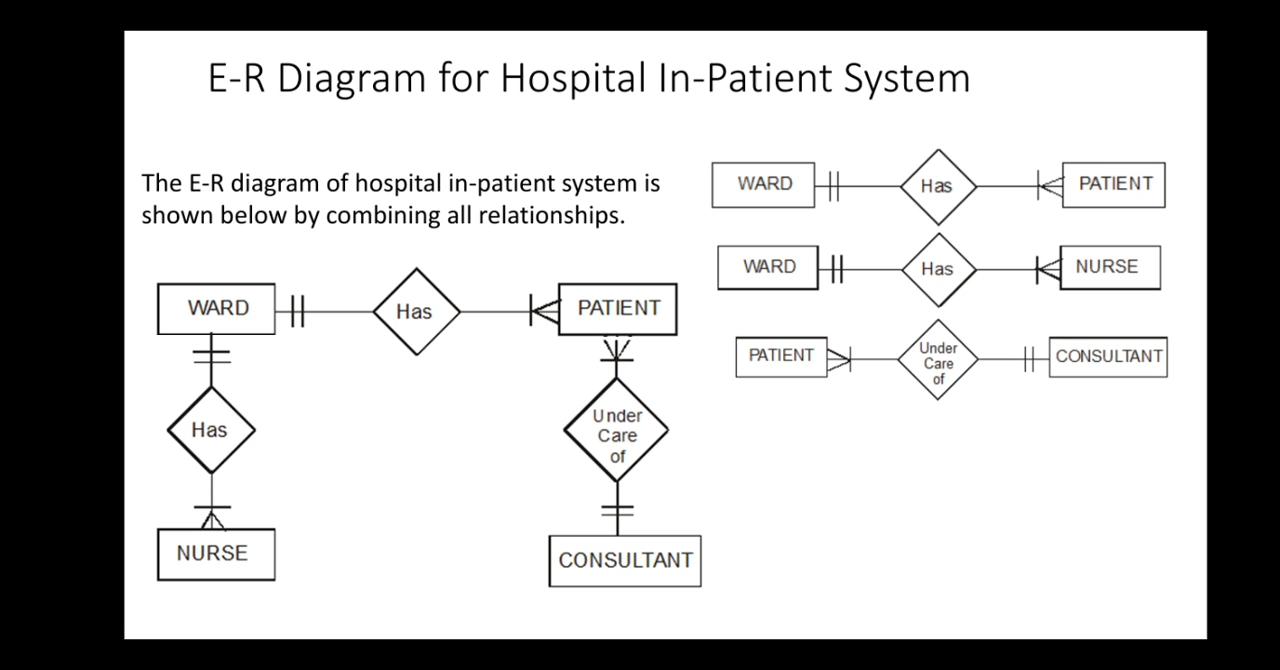 E-R Diagram for Hospital In-Patient System
The E-R diagram of hospital in-patient system is
shown below by combining all relationships.
WARD
Has
PATIENT
Has
Under
Care
of
NURSE
CONSULTANT
WARD
Has
PATIENT
WARD
Has
NURSE
PATIENT
Under
Care
of
CONSULTANT